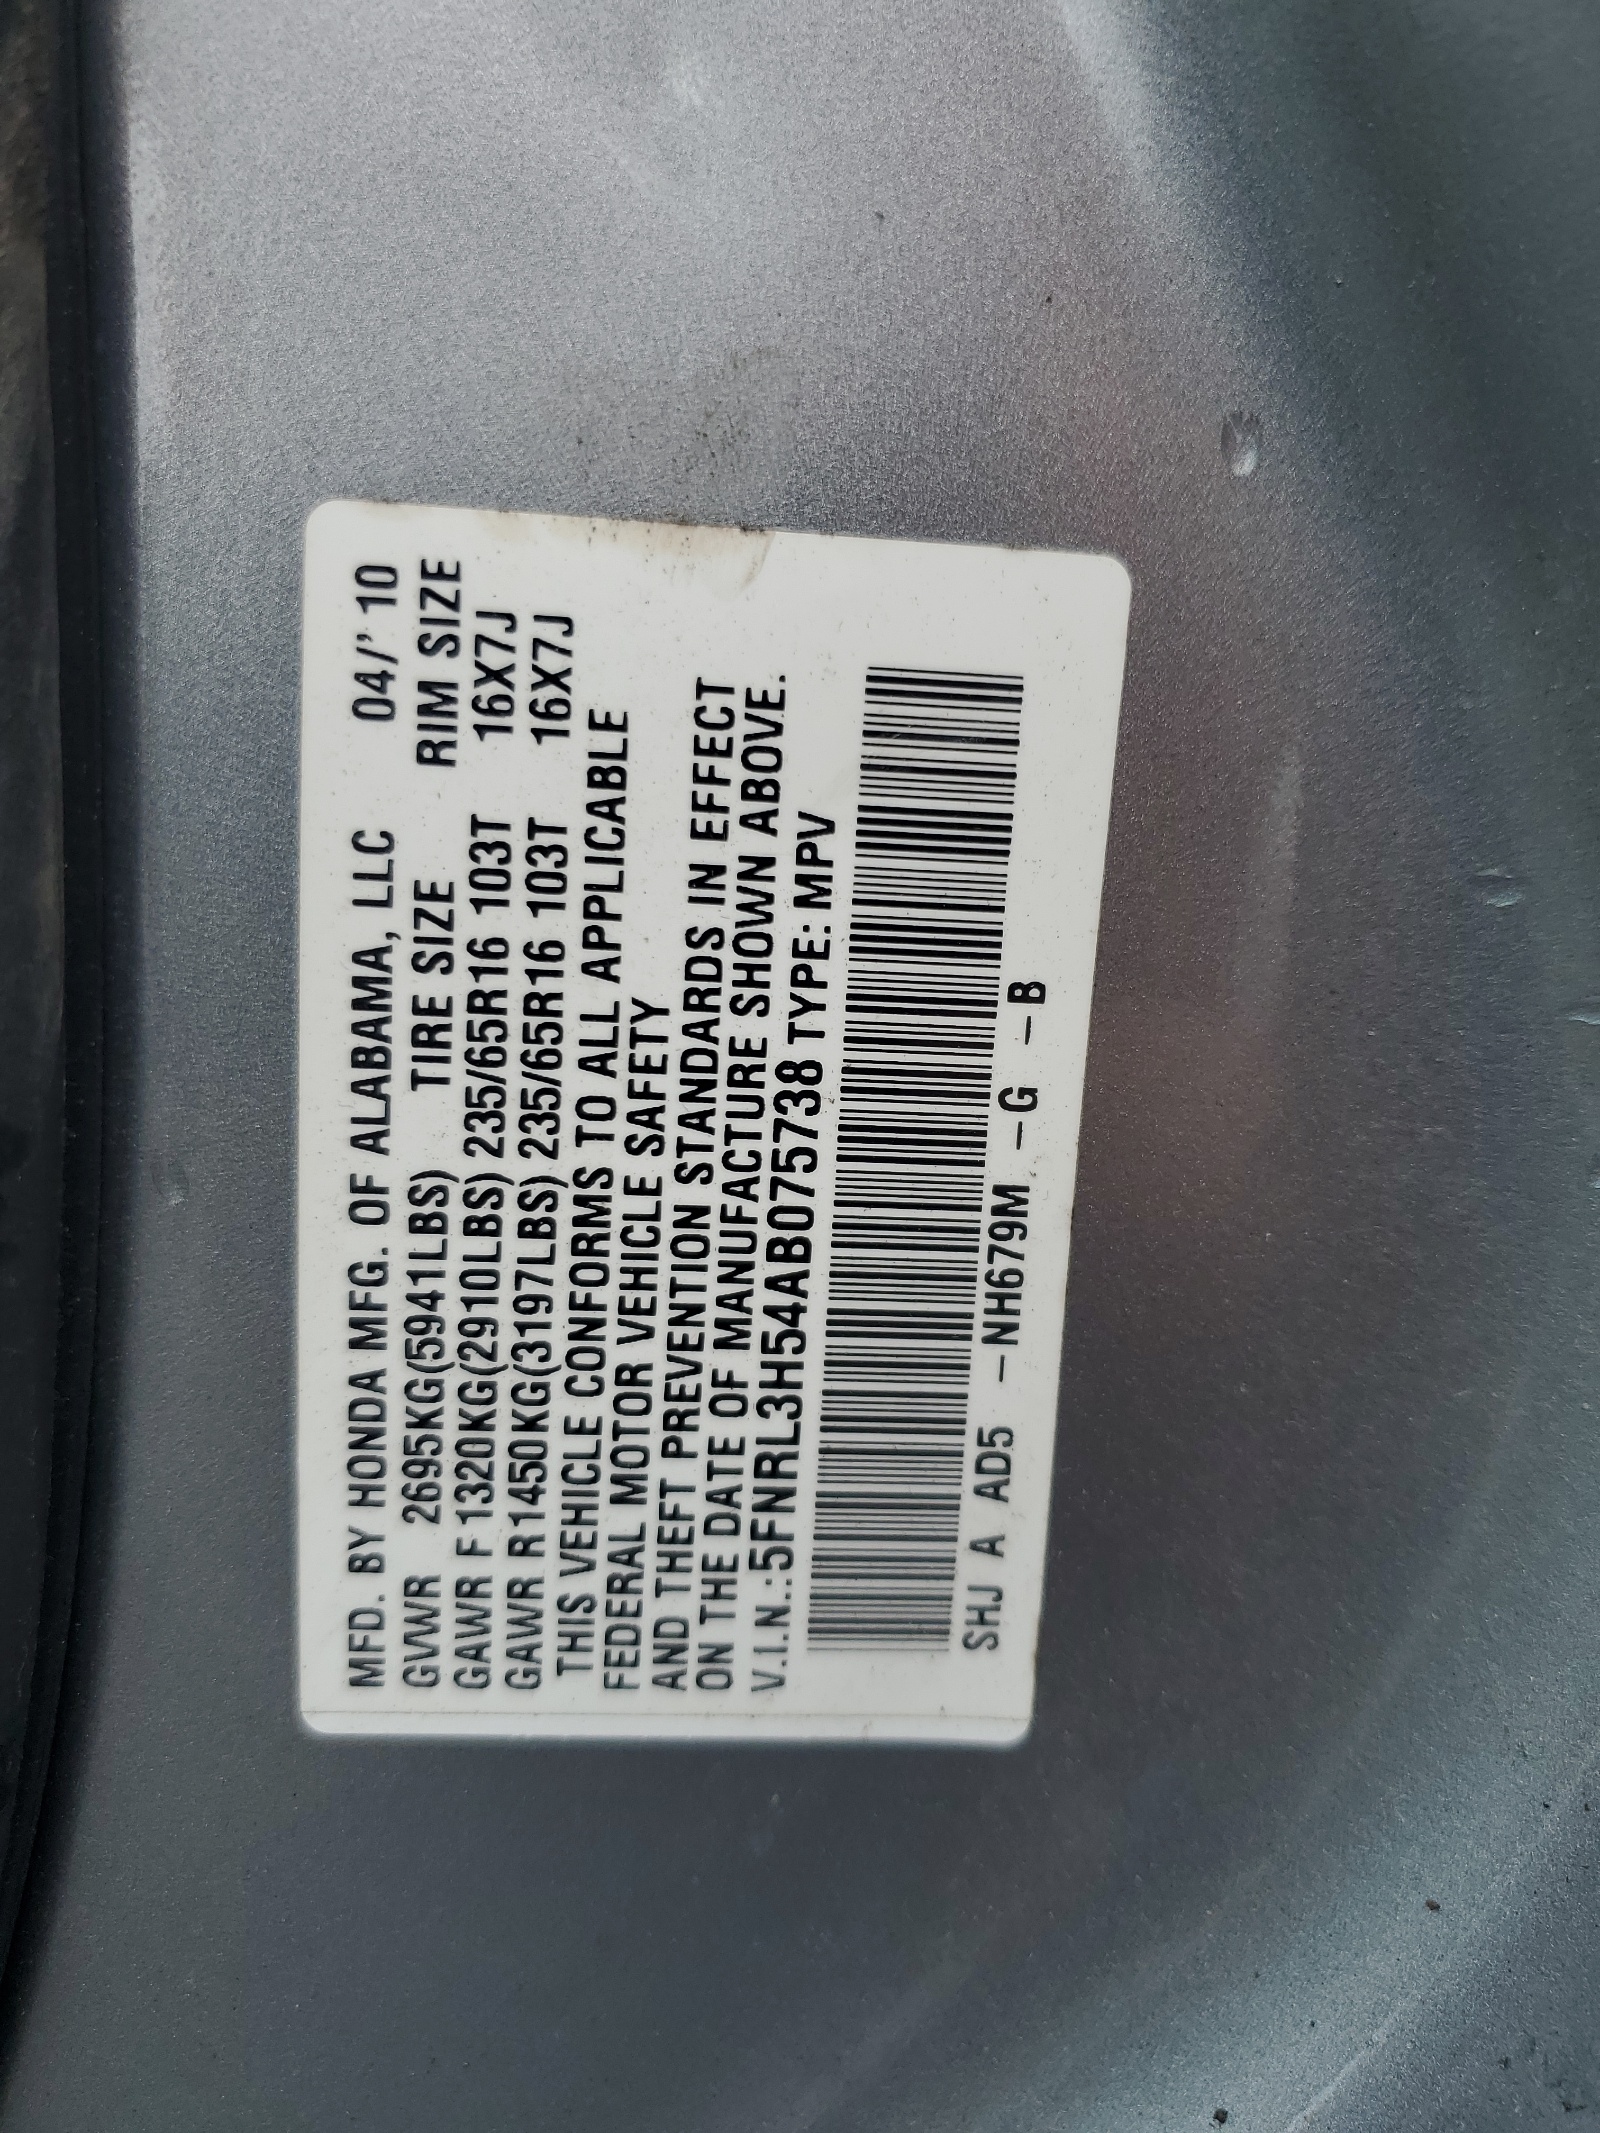 MFD. BY HONDA MFG. OF ALABAMA, LLC 04/'10
GVWR 2695KG(5941LBS) TIRE SIZE RIM SIZE
GAWR F 1320KG(2910LBS) 235/65R16 103T 16X7J
GAWR R 1450KG(3197LBS) 235/65R16 103T 16X7J
THIS VEHICLE CONFORMS TO ALL APPLICABLE
FEDERAL MOTOR VEHICLE SAFETY
AND THEFT PREVENTION STANDARDS IN EFFECT
ON THE DATE OF MANUFACTURE SHOWN ABOVE.
V.I.N.:5FNRL3H54AB075738 TYPE: MPV
SHJ A AD5 -NH679M -G -B